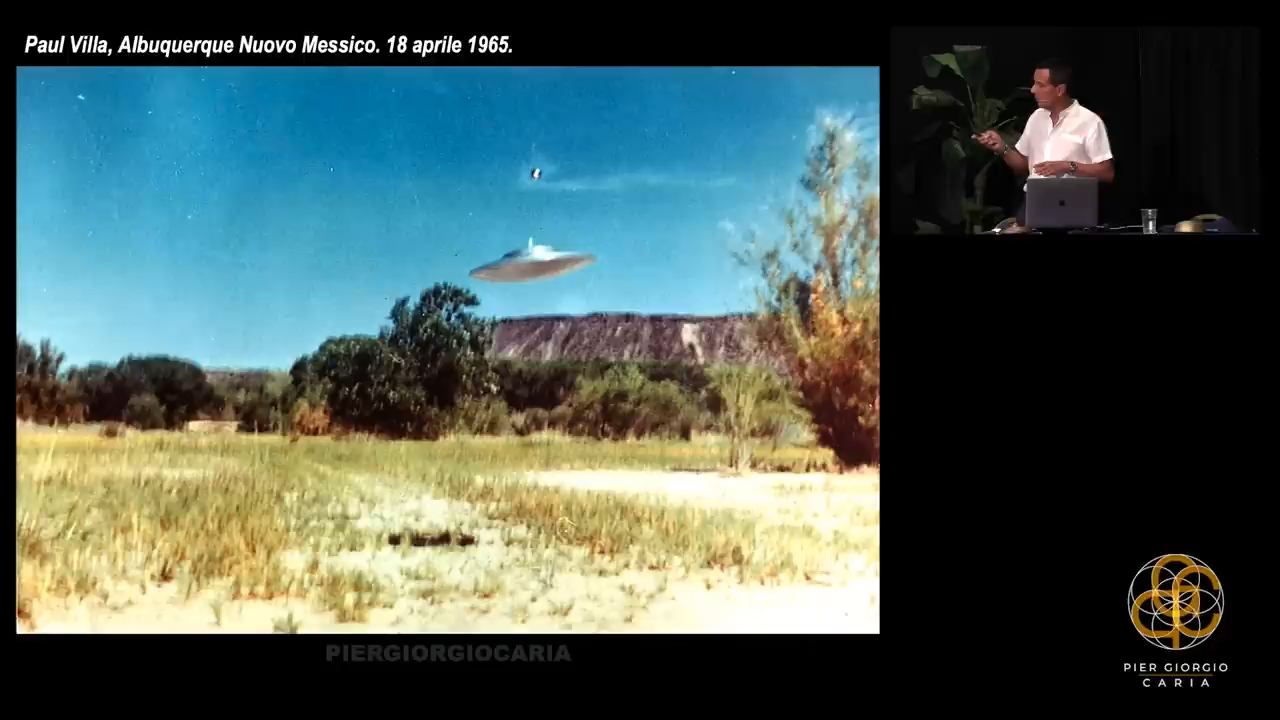 Paul Villa, Albuquerque Nuovo Messico. 18 aprile 1965.
PIERGIORGIOCARIA
PIER GIORGIO
CARIA